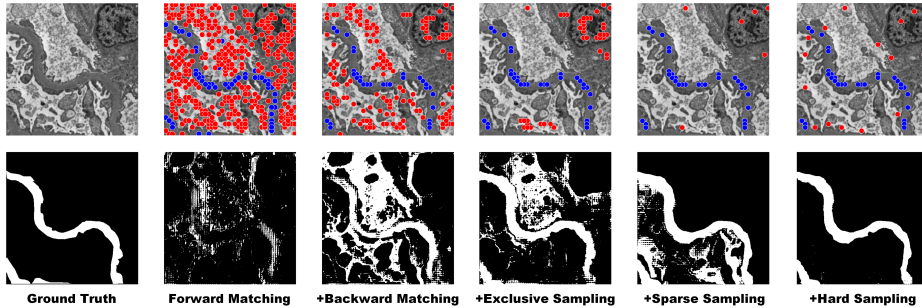 Ground Truth Forward Matching +Backward Matching +Exclusive Sampling +Sparse Sampling +Hard Sampling